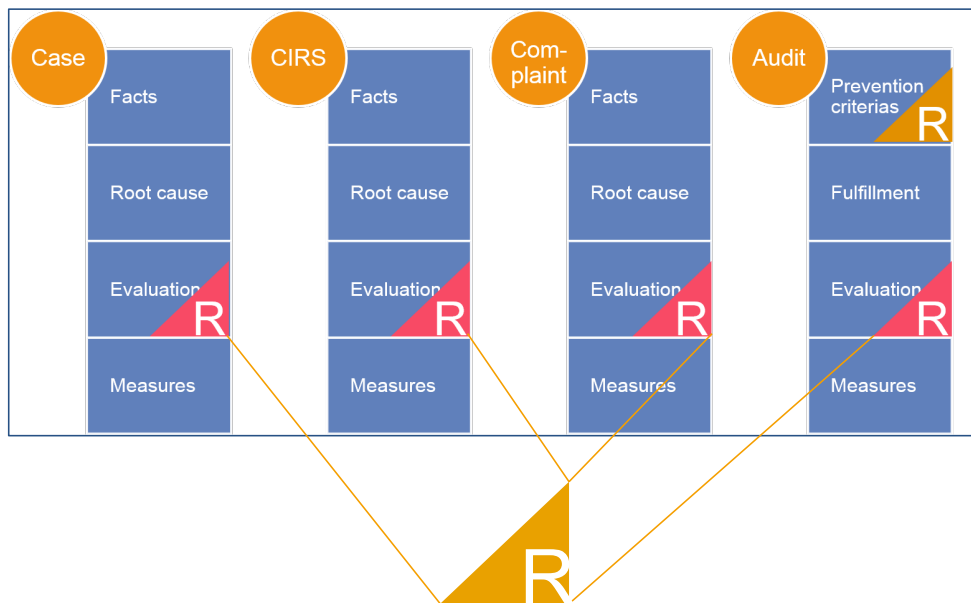 Case
Facts
Root cause
Evaluation
R
Measures
CIRS
Facts
Root cause
Evaluation
R
Measures
Com-
plaint
Facts
Root cause
Evaluation
R
Measures
Audit
Prevention
criterias
R
Fulfillment
Evaluation
R
Measures
R